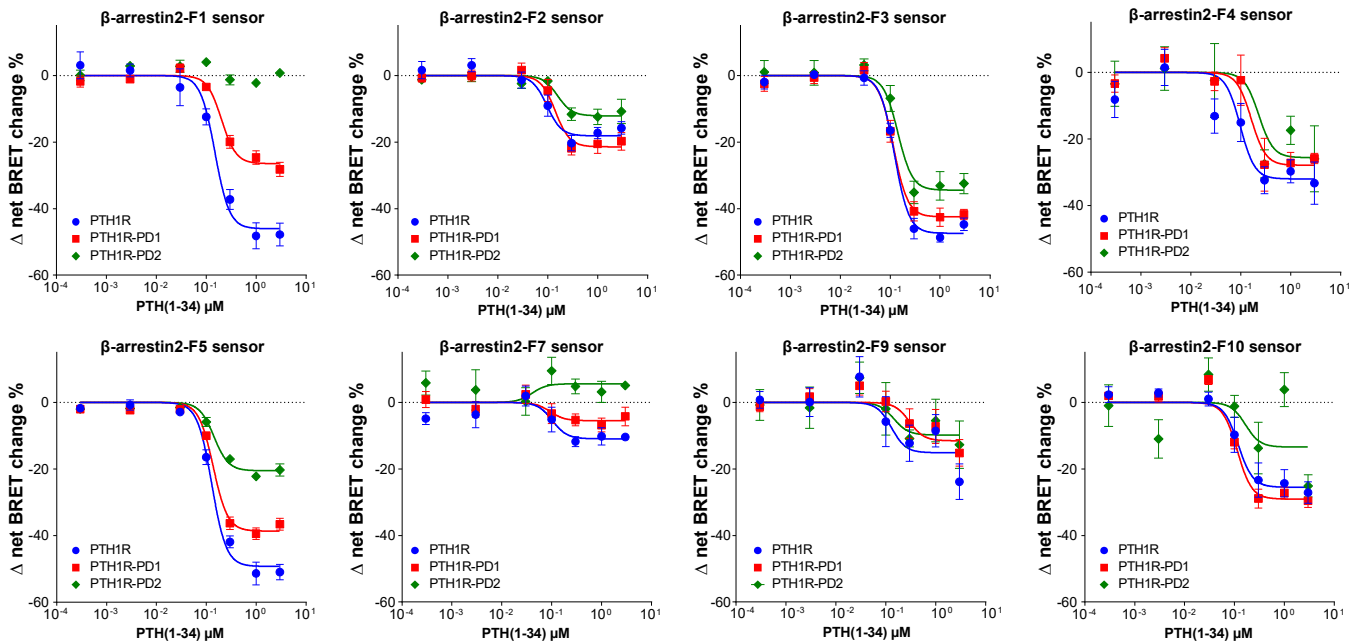 β-arrestin2-F1 sensor
Δ net BRET change %
20
0
-20
-40
-60
PTH1R
PTH1R-PD1
PTH1R-PD2
10⁻⁴ 10⁻³ 10⁻² 10⁻¹ 10⁰ 10¹
PTH(1-34) µM
β-arrestin2-F2 sensor
Δ net BRET change %
0
-20
-40
-60
PTH1R
PTH1R-PD1
PTH1R-PD2
10⁻⁴ 10⁻³ 10⁻² 10⁻¹ 10⁰ 10¹
PTH(1-34) µM
β-arrestin2-F3 sensor
Δ net BRET change %
0
-20
-40
-60
PTH1R
PTH1R-PD1
PTH1R-PD2
10⁻⁴ 10⁻³ 10⁻² 10⁻¹ 10⁰ 10¹
PTH(1-34) µM
β-arrestin2-F4 sensor
Δ net BRET change %
0
-20
-40
-60
PTH1R
PTH1R-PD1
PTH1R-PD2
10⁻⁴ 10⁻³ 10⁻² 10⁻¹ 10⁰ 10¹
PTH(1-34) µM
β-arrestin2-F5 sensor
Δ net BRET change %
0
-20
-40
-60
PTH1R
PTH1R-PD1
PTH1R-PD2
10⁻⁴ 10⁻³ 10⁻² 10⁻¹ 10⁰ 10¹
PTH(1-34) µM
β-arrestin2-F7 sensor
Δ net BRET change %
0
-20
-40
-60
PTH1R
PTH1R-PD1
PTH1R-PD2
10⁻⁴ 10⁻³ 10⁻² 10⁻¹ 10⁰ 10¹
PTH(1-34) µM
β-arrestin2-F9 sensor
Δ net BRET change %
0
-20
-40
-60
PTH1R
PTH1R-PD1
PTH1R-PD2
10⁻⁴ 10⁻³ 10⁻² 10⁻¹ 10⁰ 10¹
PTH(1-34) µM
β-arrestin2-F10 sensor
Δ net BRET change %
0
-20
-40
-60
PTH1R
PTH1R-PD1
PTH1R-PD2
10⁻⁴ 10⁻³ 10⁻² 10⁻¹ 10⁰ 10¹
PTH(1-34) µM